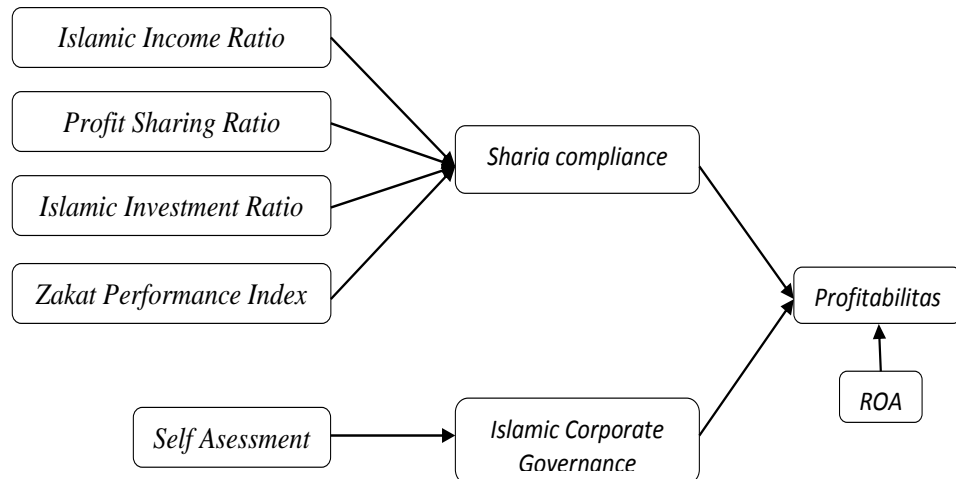 Islamic Income Ratio
Profit Sharing Ratio
Islamic Investment Ratio
Zakat Performance Index
Sharia compliance
Profitabilitas
ROA
Self Asessment
Islamic Corporate
Governance